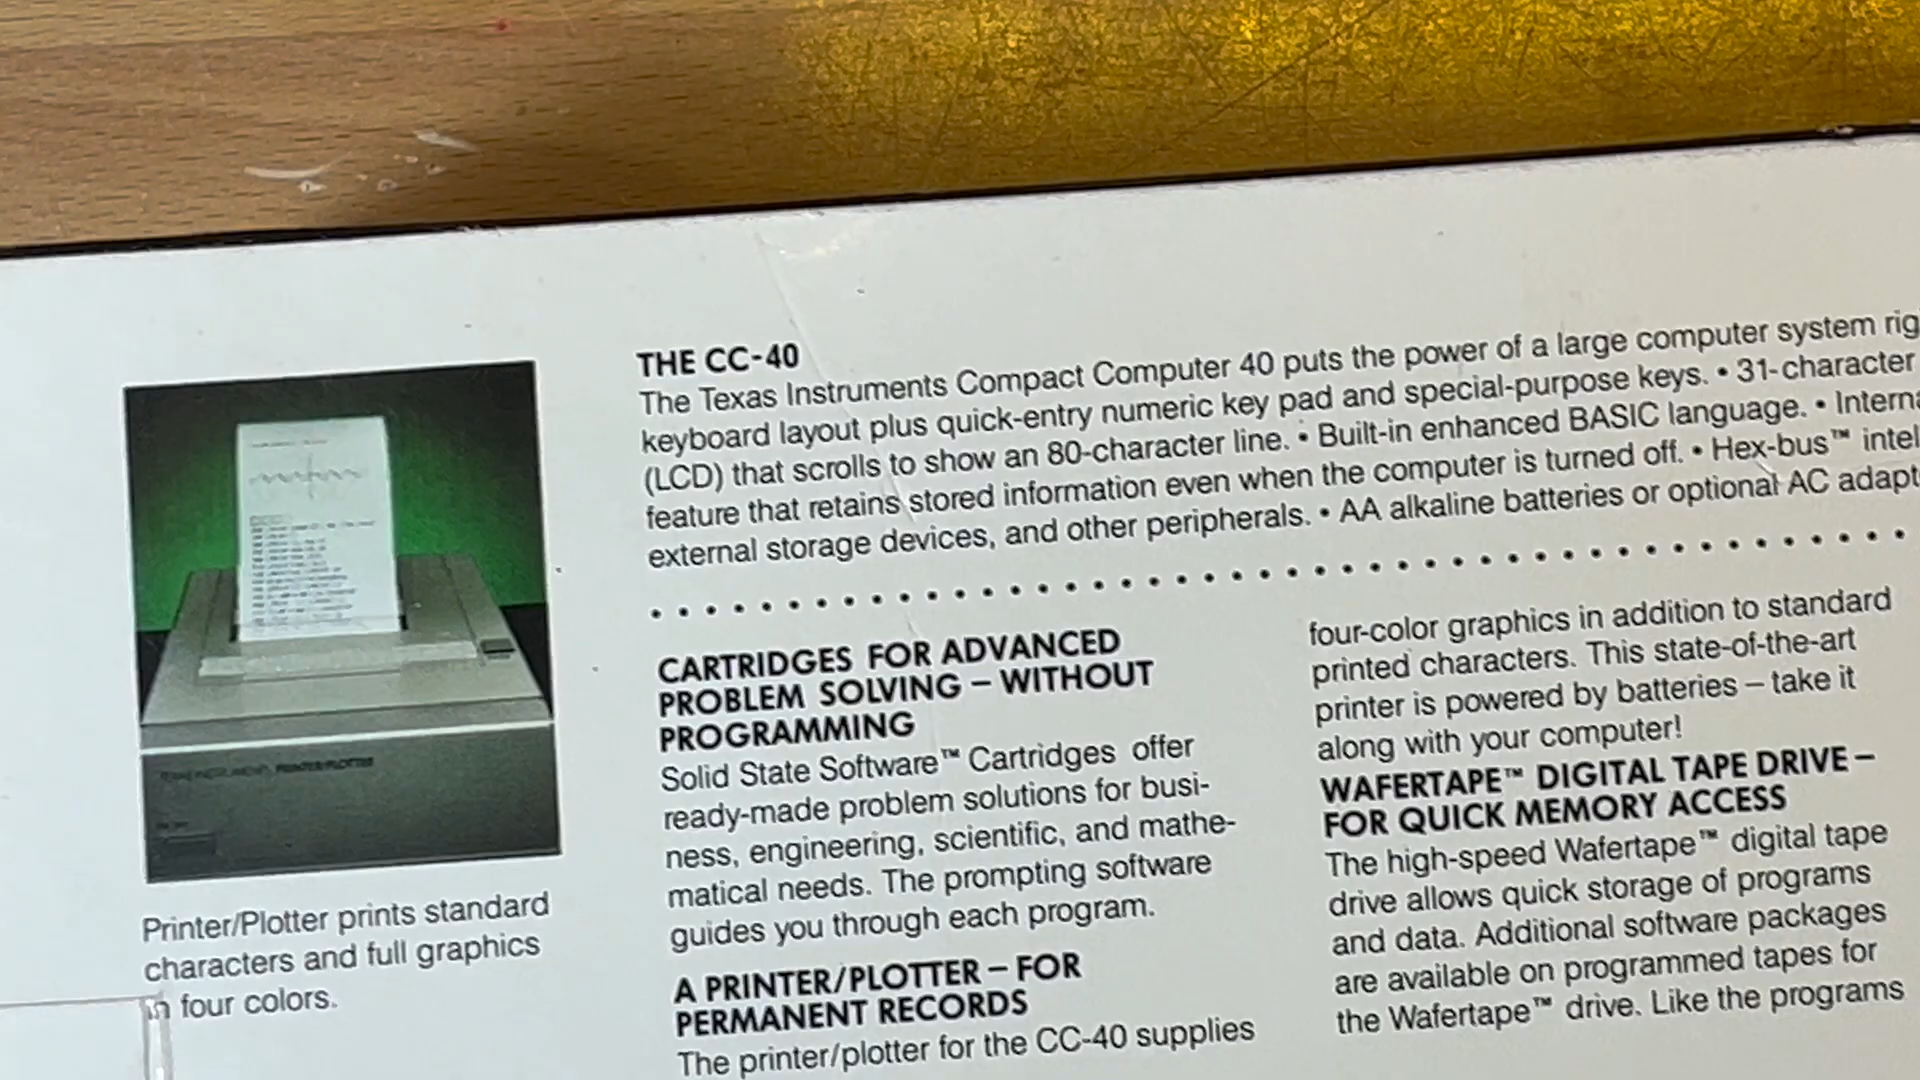 THE CC-40
The Texas Instruments Compact Computer 40 puts the power of a large computer system
keyboard layout plus quick-entry numeric key pad and special-purpose keys. • 31-character
(LCD) that scrolls to show an 80-character line. • Built-in enhanced BASIC language. •
feature that retains stored information even when the computer is turned off. • Hex-bus™
external storage devices, and other peripherals. • AA alkaline batteries or optional AC
CARTRIDGES FOR ADVANCED
PROBLEM SOLVING – WITHOUT
PROGRAMMING
Solid State Software™ Cartridges offer
ready-made problem solutions for busi-
ness, engineering, scientific, and mathe-
matical needs. The prompting software
guides you through each program.
A PRINTER/PLOTTER – FOR
PERMANENT RECORDS
The printer/plotter for the CC-40 supplies
four-color graphics in addition to standard
printed characters. This state-of-the-art
printer is powered by batteries – take it
along with your computer!
WAFERTAPE™ DIGITAL TAPE DRIVE –
FOR QUICK MEMORY ACCESS
The high-speed Wafertape™ digital tape
drive allows quick storage of programs
and data. Additional software packages
are available on programmed tapes for
the Wafertape™ drive. Like the programs
Printer/Plotter prints standard
characters and full graphics
in four colors.